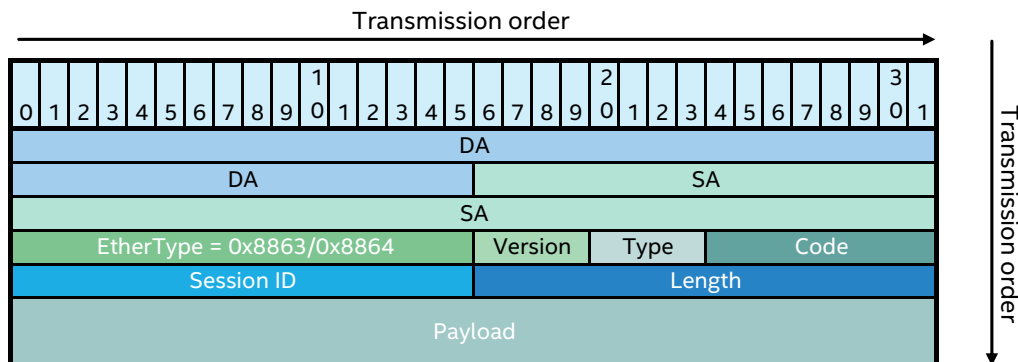 Transmission order
1 2 3
0 1 2 3 4 5 6 7 8 9 0 1 2 3 4 5 6 7 8 9 0 1 2 3 4 5 6 7 8 9 0 1
DA
DA SA
SA
EtherType = 0x8863/0x8864 Version Type Code
Session ID Length
Payload
Transmission order